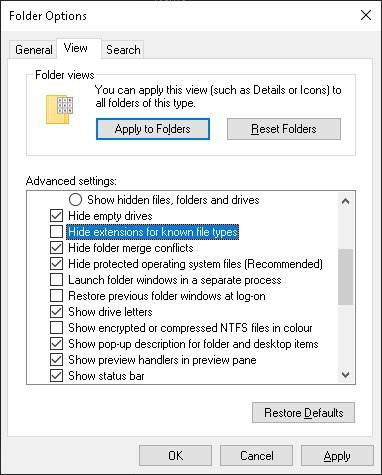 Folder Options
General
View
Search
Folder views
You can apply this view (such as Details or Icons) to
all folders of this type.
Apply to Folders
Reset Folders
Advanced settings:
Show hidden files, folders and drives
Hide empty drives
Hide extensions for known file types
Hide folder merge conflicts
Hide protected operating system files (Recommended)
Launch folder windows in a separate process
Restore previous folder windows at log-on
Show drive letters
Show encrypted or compressed NTFS files in colour
Show pop-up description for folder and desktop items
Show preview handlers in preview pane
Show status bar
Restore Defaults
OK
Cancel
Apply